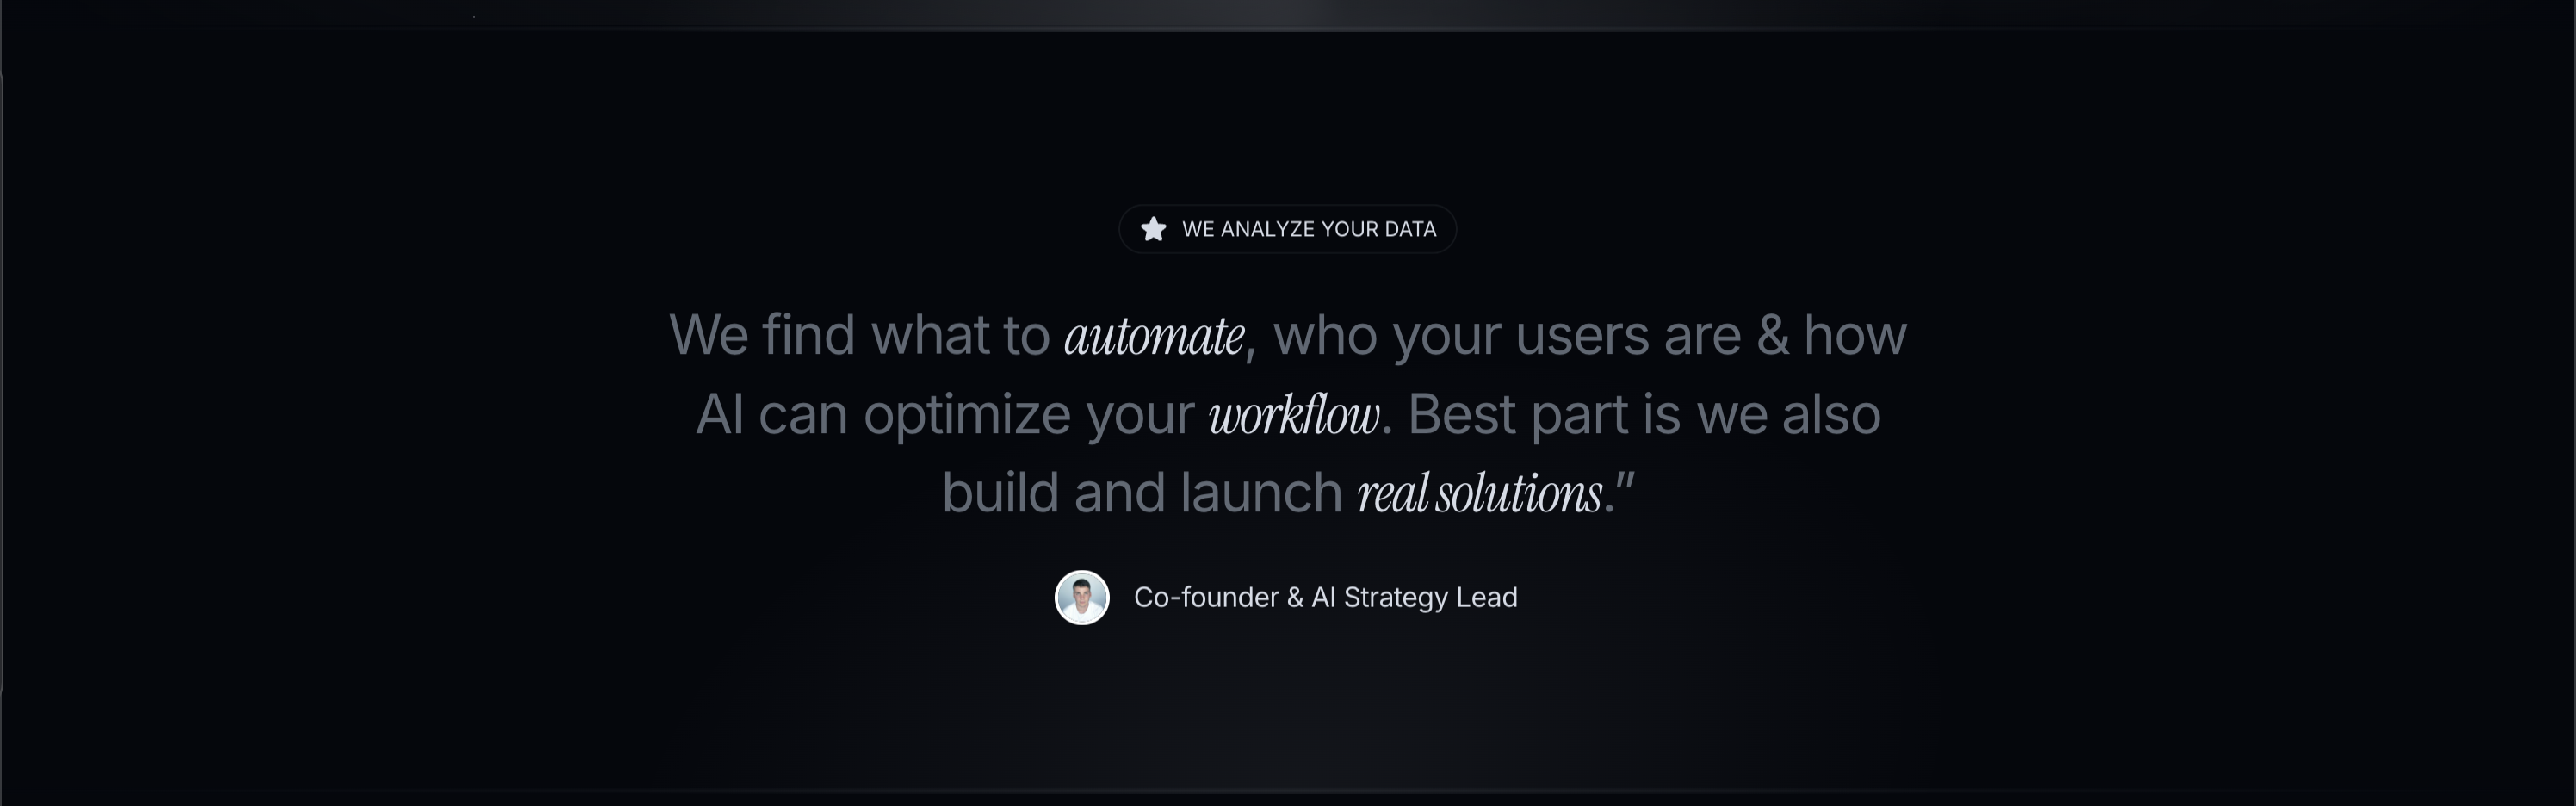 WE ANALYZE YOUR DATA
We find what to automate, who your users are & how
AI can optimize your workflow. Best part is we also
build and launch real solutions.”
Co-founder & AI Strategy Lead